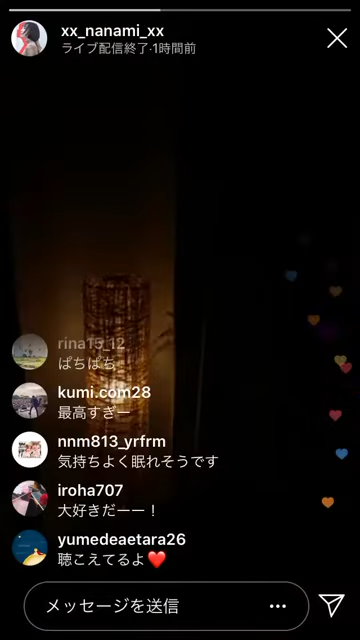 xx_nanami_xx
ライブ配信終了·1時間前
rina15_12
ぱちぱち
kumi.com28
最高すぎー
nnm813_yrfrm
気持ちよく眠れそうです
iroha707
大好きだーー！
yumedeaetara26
聴こえてるよ❤️
メッセージを送信